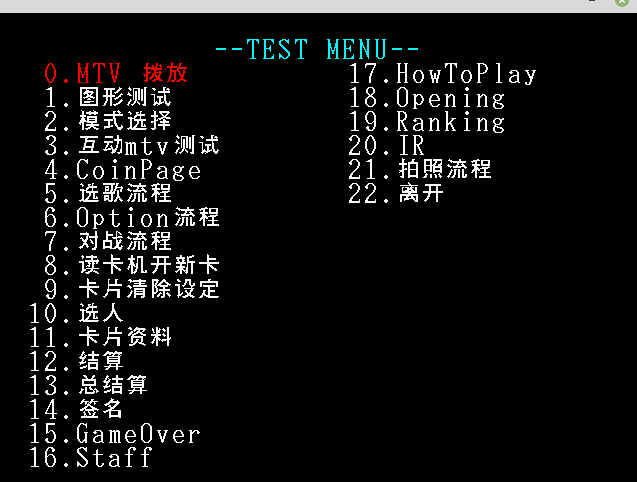 --TEST MENU--
0.MTV 拨放
1.图形测试
2.模式选择
3.互动mtv测试
4.CoinPage
5.选歌流程
6.Option流程
7.对战流程
8.读卡机开新卡
9.卡片清除设定
10.选人
11.卡片资料
12.结算
13.总结算
14.签名
15.GameOver
16.Staff
17.HowToPlay
18.Opening
19.Ranking
20.IR
21.拍照流程
22.离开